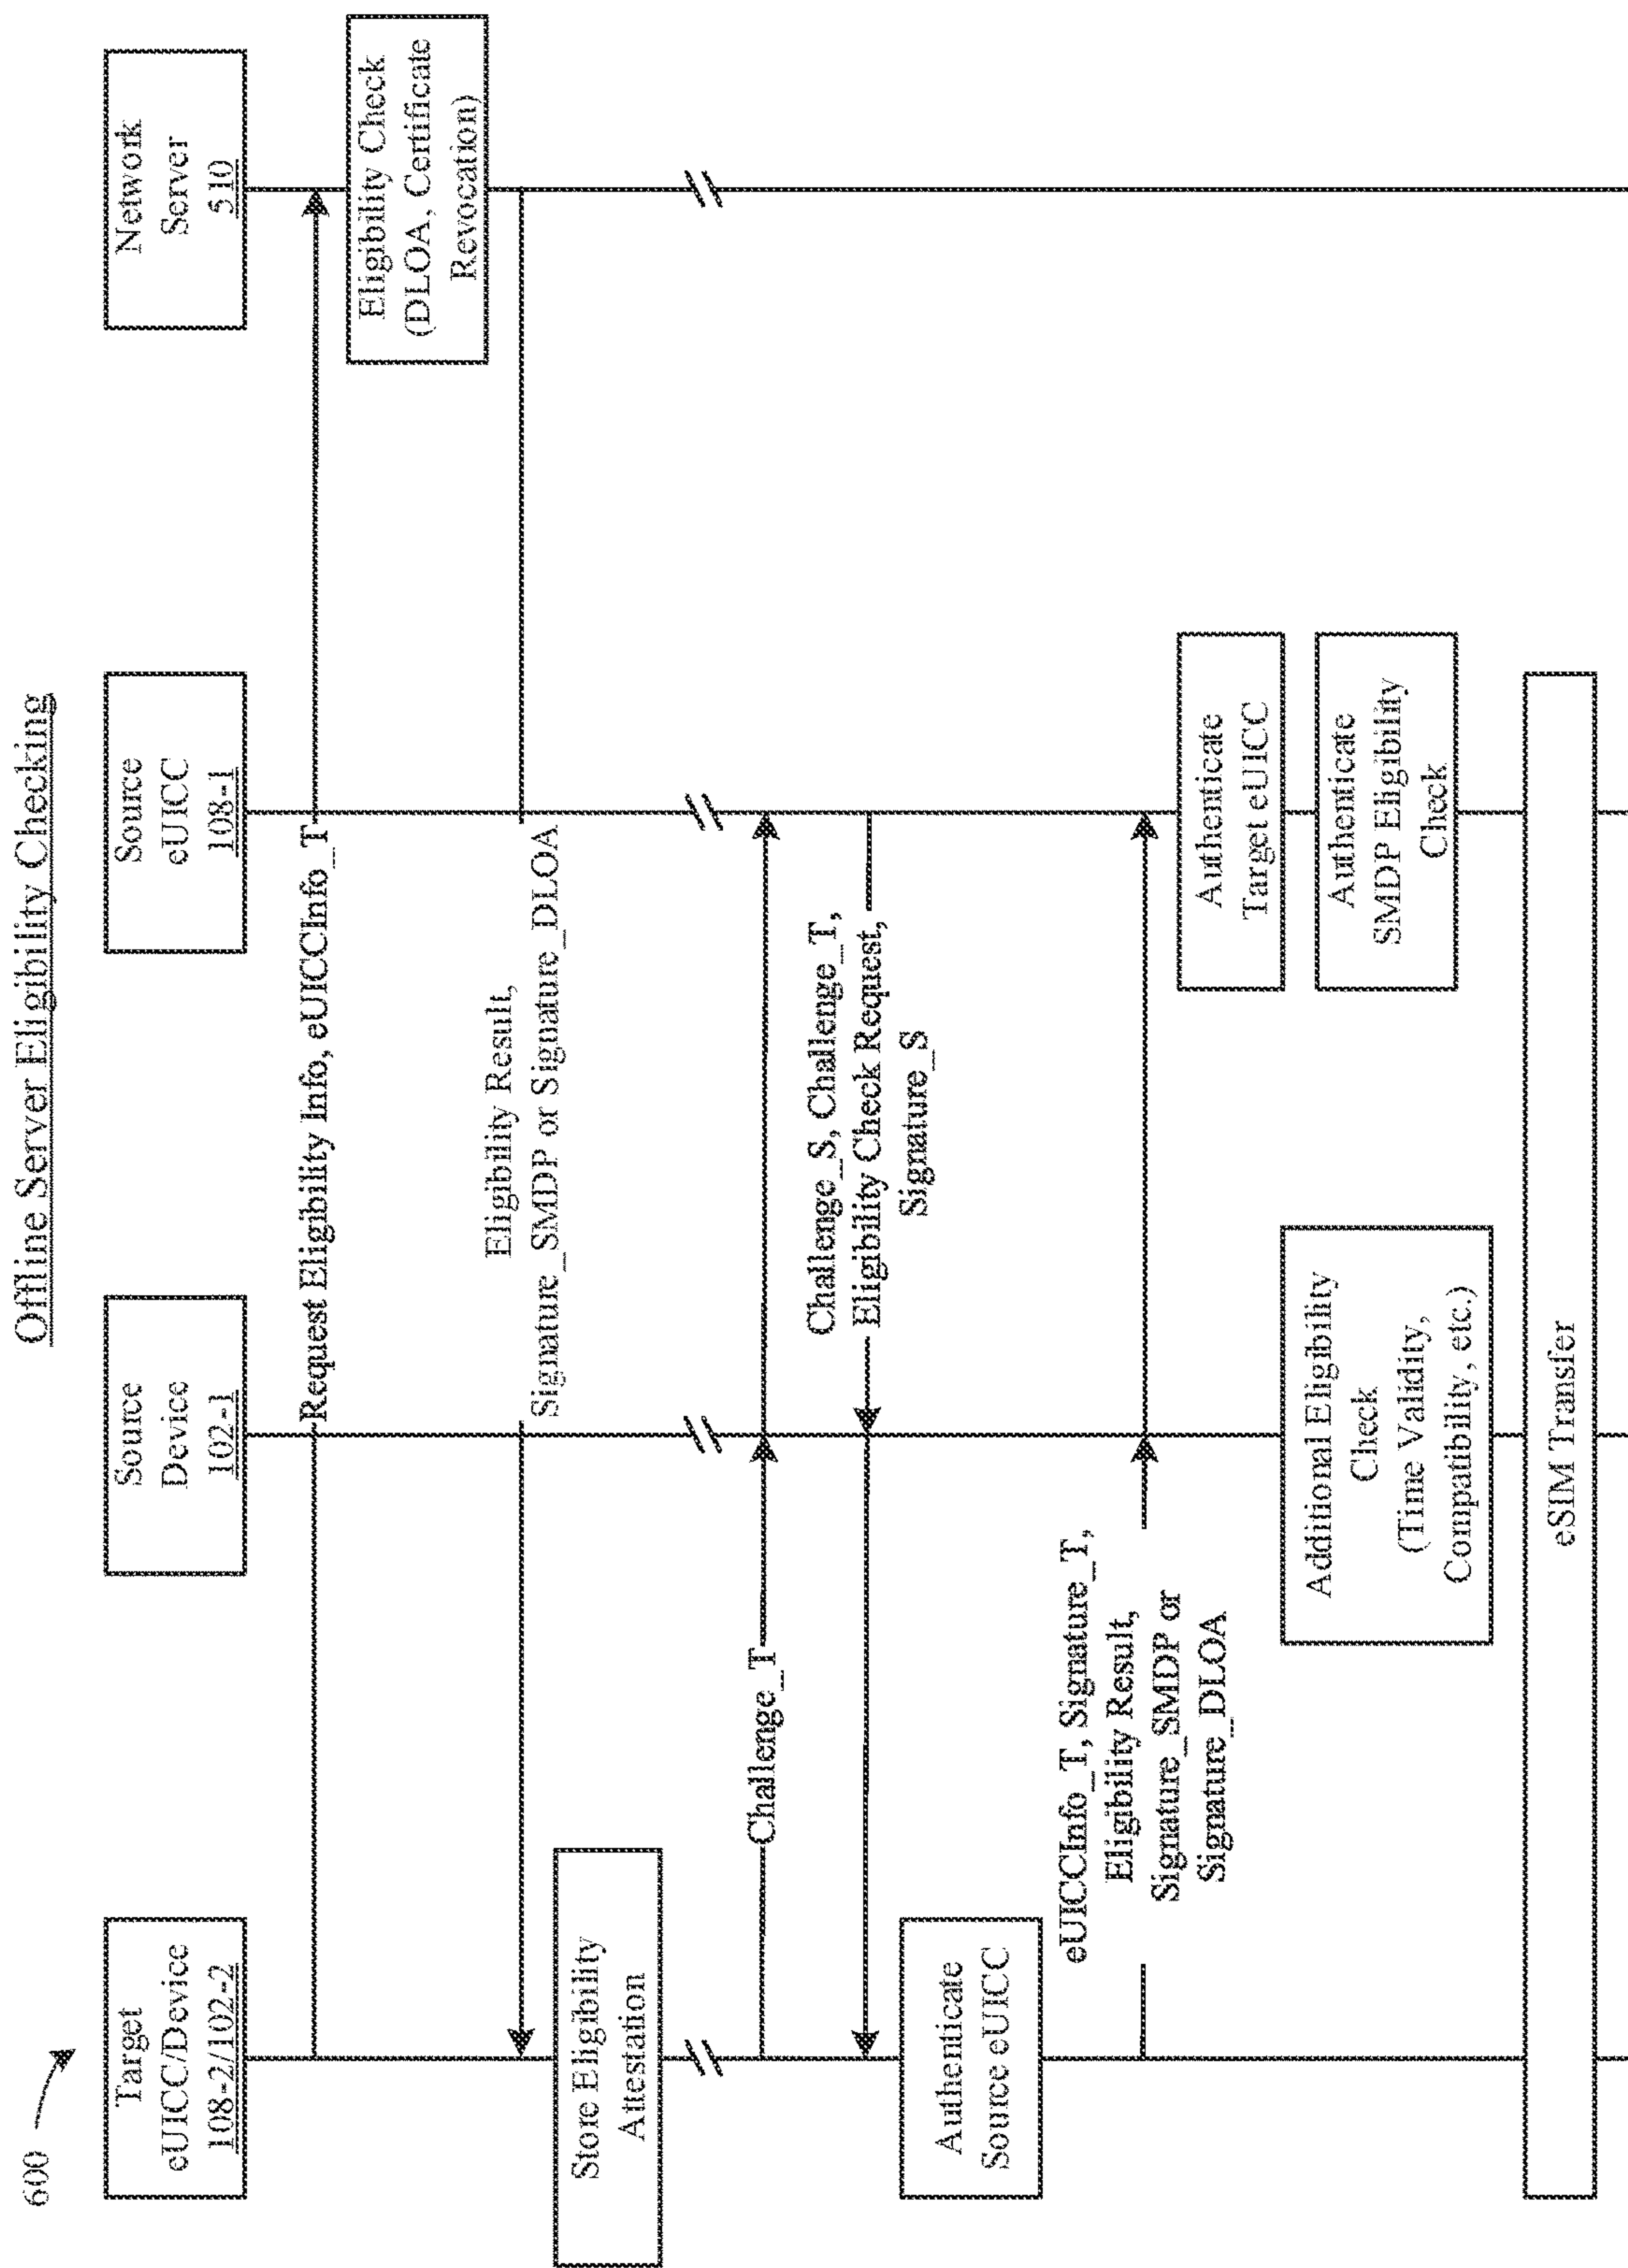 Offline Server Eligibility Checking
600
Target
eUICC/Device
108-2/102-2
Source
Device
102-1
Source
eUICC
108-1
Network
Server
510
Request Eligibility Info, eUICCInfo_T
Eligibility Check
(DLOA, Certificate
Revocation)
Eligibility Result,
Signature_SMDP or Signature_DLOA
Store Eligibility
Attestation
Challenge_T
Challenge_S, Challenge_T,
Eligibility Check Request,
Signature_S
Authenticate
Source eUICC
eUICCInfo_T, Signature_T,
Eligibility Result,
Signature_SMDP or
Signature_DLOA
Authenticate
Target eUICC
Additional Eligibility
Check
(Time Validity,
Compatibility, etc.)
Authenticate
SMDP Eligibility
Check
eSIM Transfer